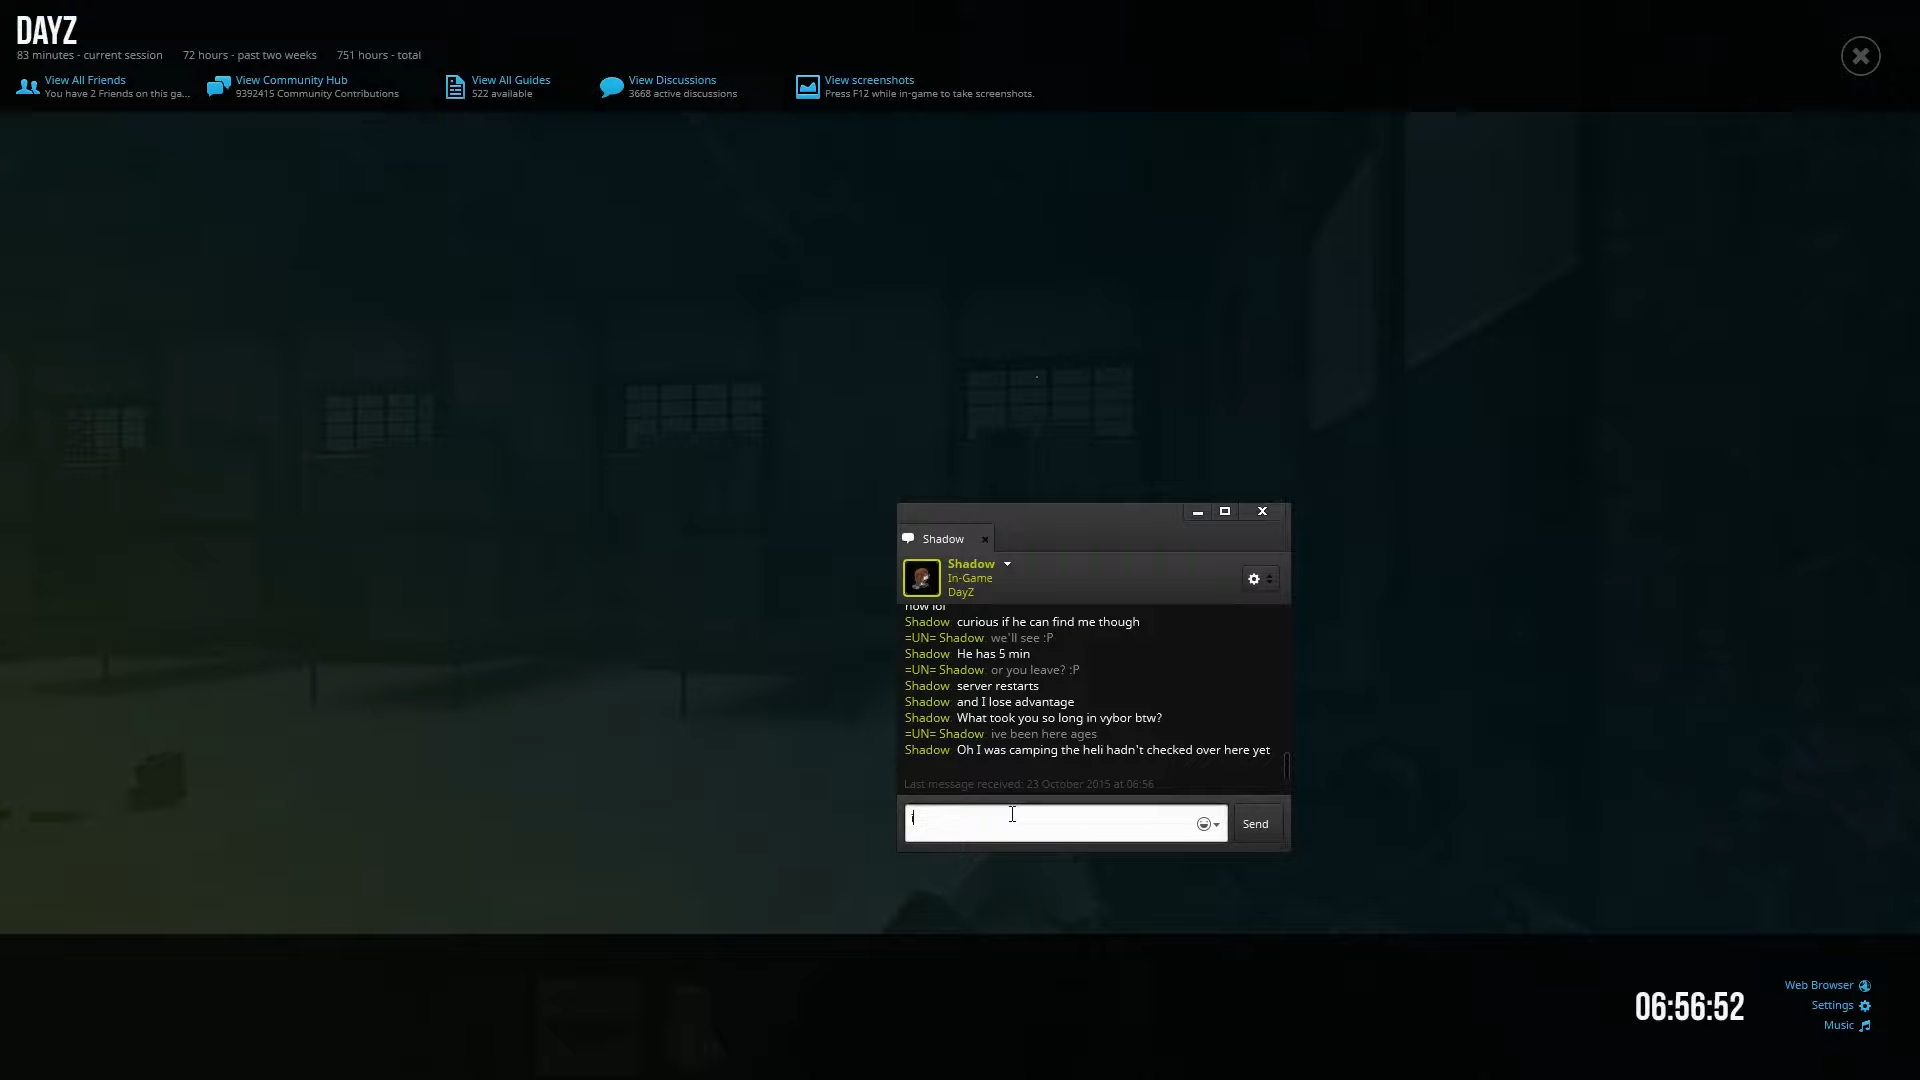 DAYZ
83 minutes - current session 72 hours - past two weeks 751 hours - total
View All Friends
You have 2 Friends on this ga...
View Community Hub
9392415 Community Contributions
View All Guides
522 available
View Discussions
3668 active discussions
View screenshots
Press F12 while in-game to take screenshots.
Shadow
Shadow
In-Game
DayZ
now lol
Shadow: curious if he can find me though
=UN= Shadow: we'll see :P
Shadow: He has 5 min
=UN= Shadow: or you leave? :P
Shadow: server restarts
Shadow: and I lose advantage
Shadow: What took you so long in vybor btw?
=UN= Shadow: ive been here ages
Shadow: Oh I was camping the heli hadn't checked over here yet
Last message received: 23 October 2015 at 06:56
Send
06:56:52
Web Browser
Settings
Music